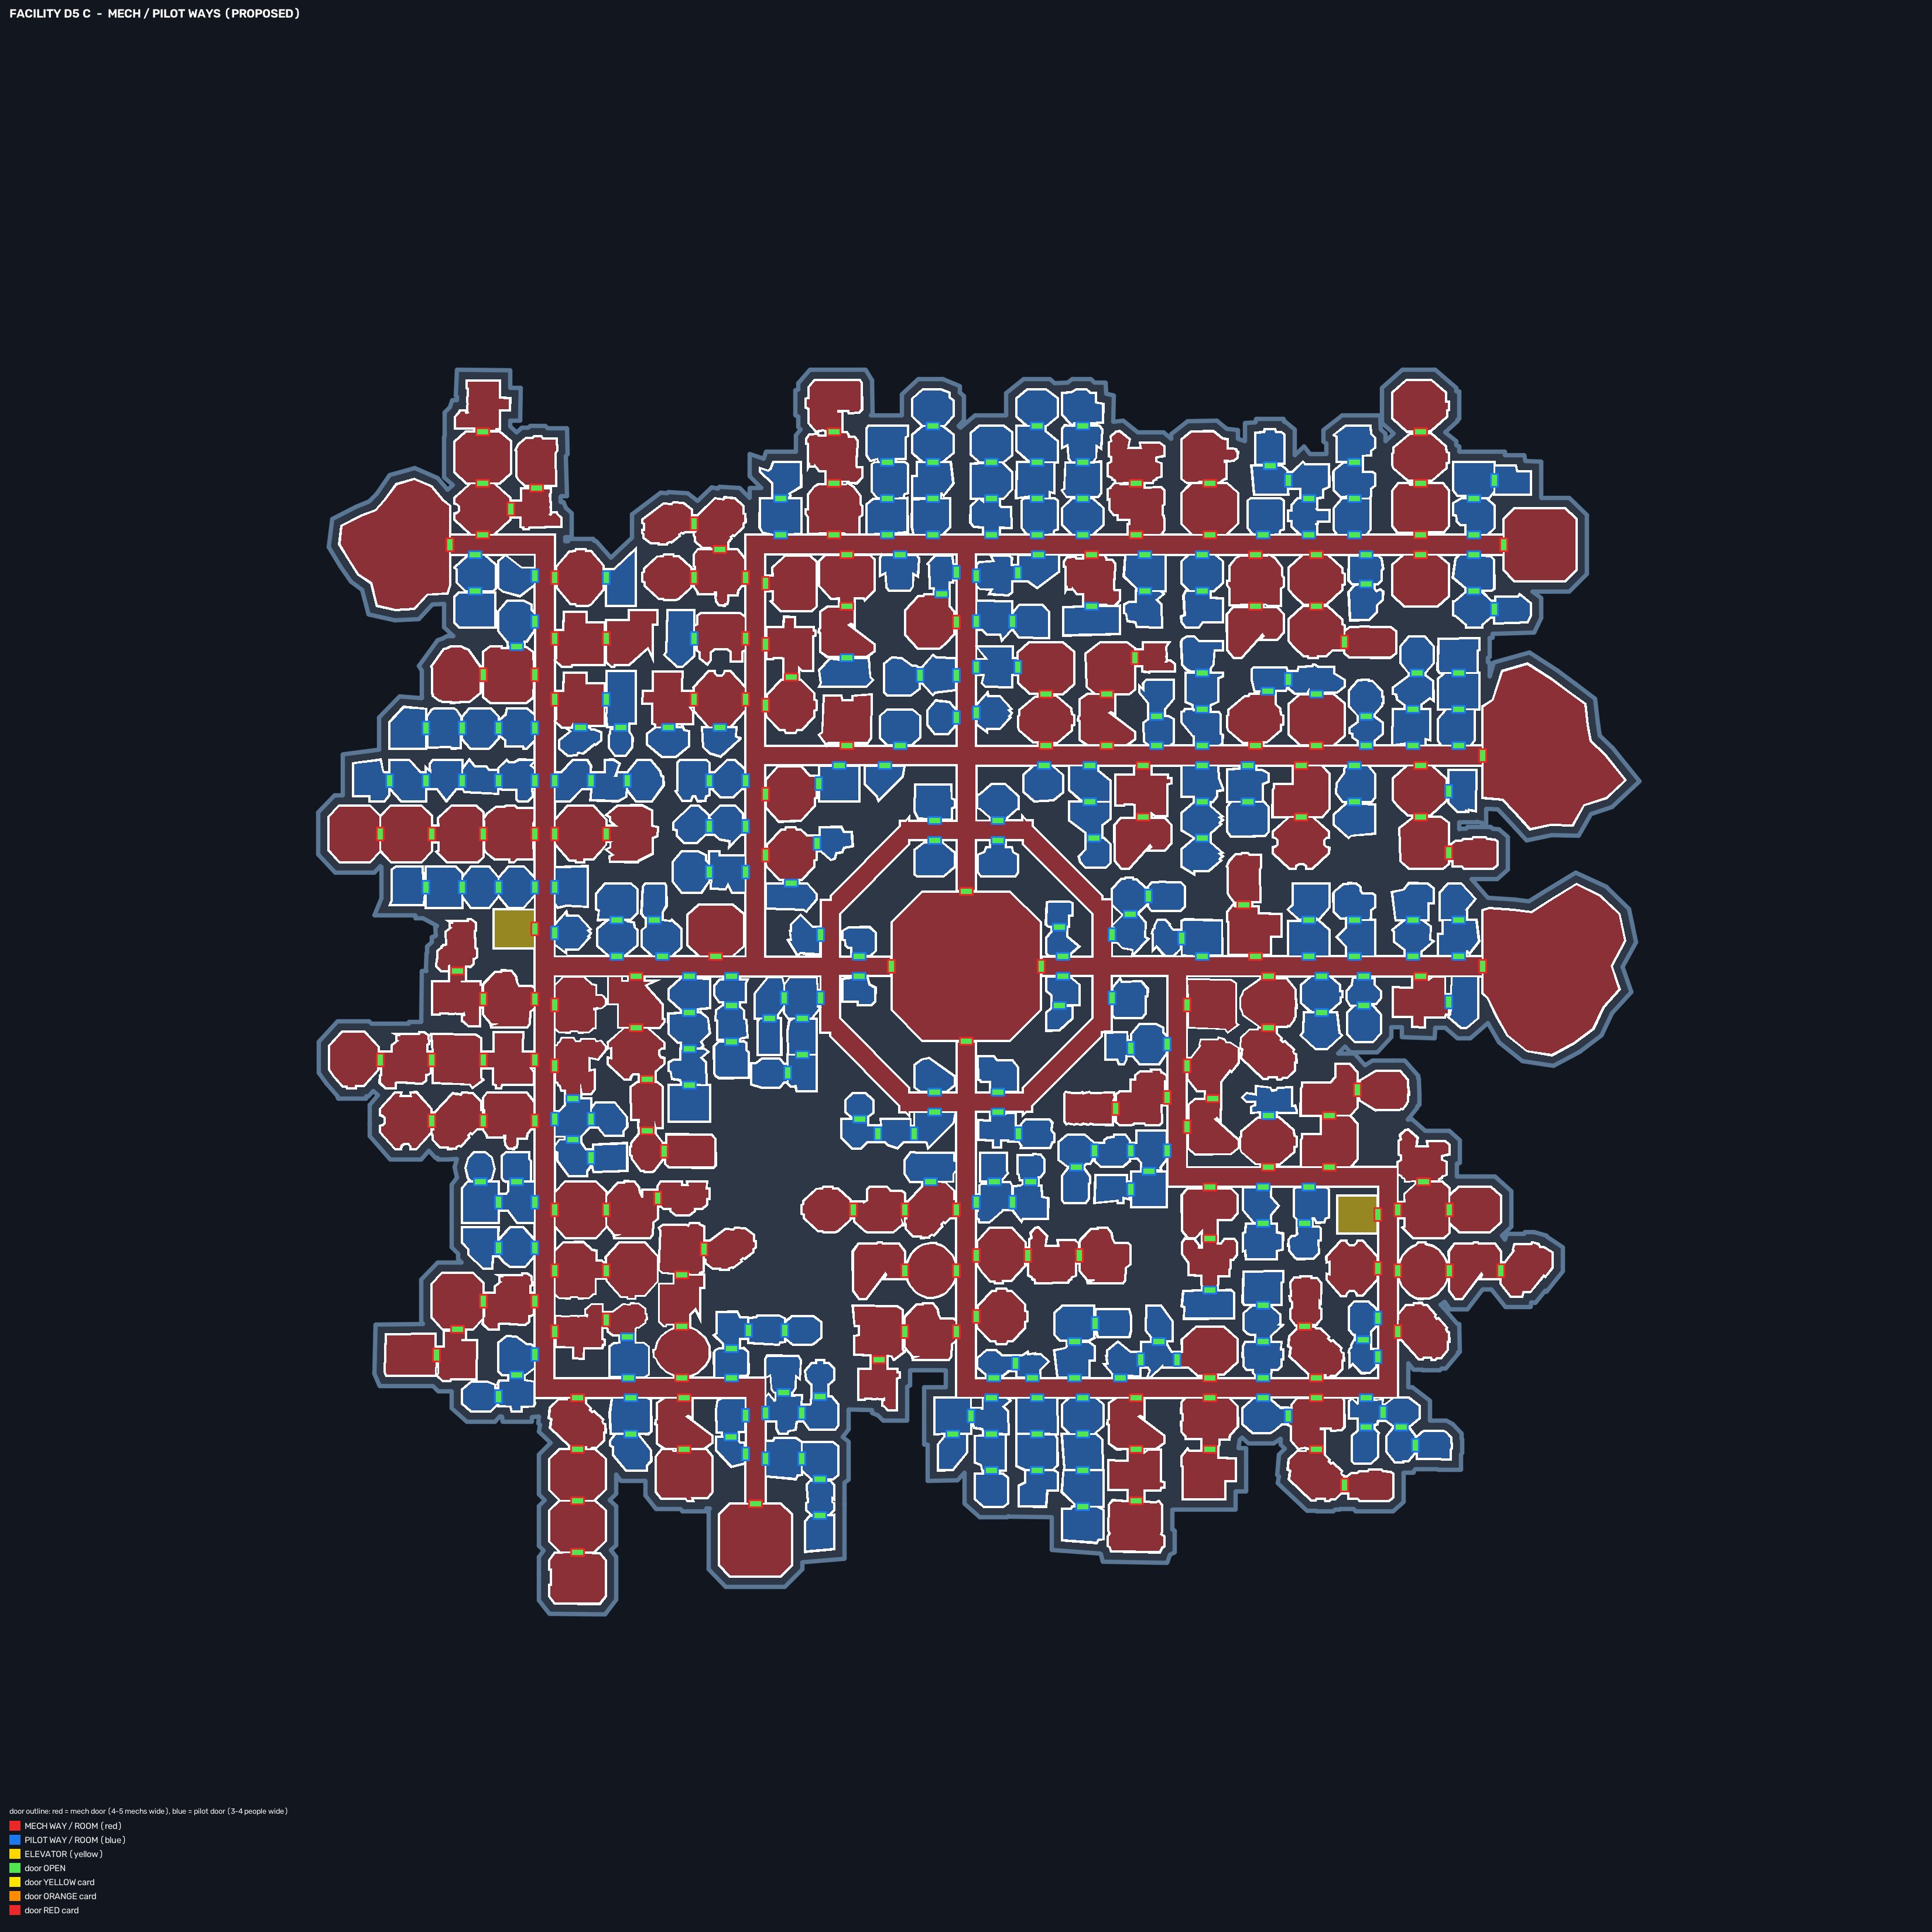 FACILITY D5 C - MECH / PILOT WAYS (PROPOSED)
door outline: red = mech door (4-5 mechs wide), blue = pilot door (3-4 people wide)
MECH WAY / ROOM (red)
PILOT WAY / ROOM (blue)
ELEVATOR (yellow)
door OPEN
door YELLOW card
door ORANGE card
door RED card